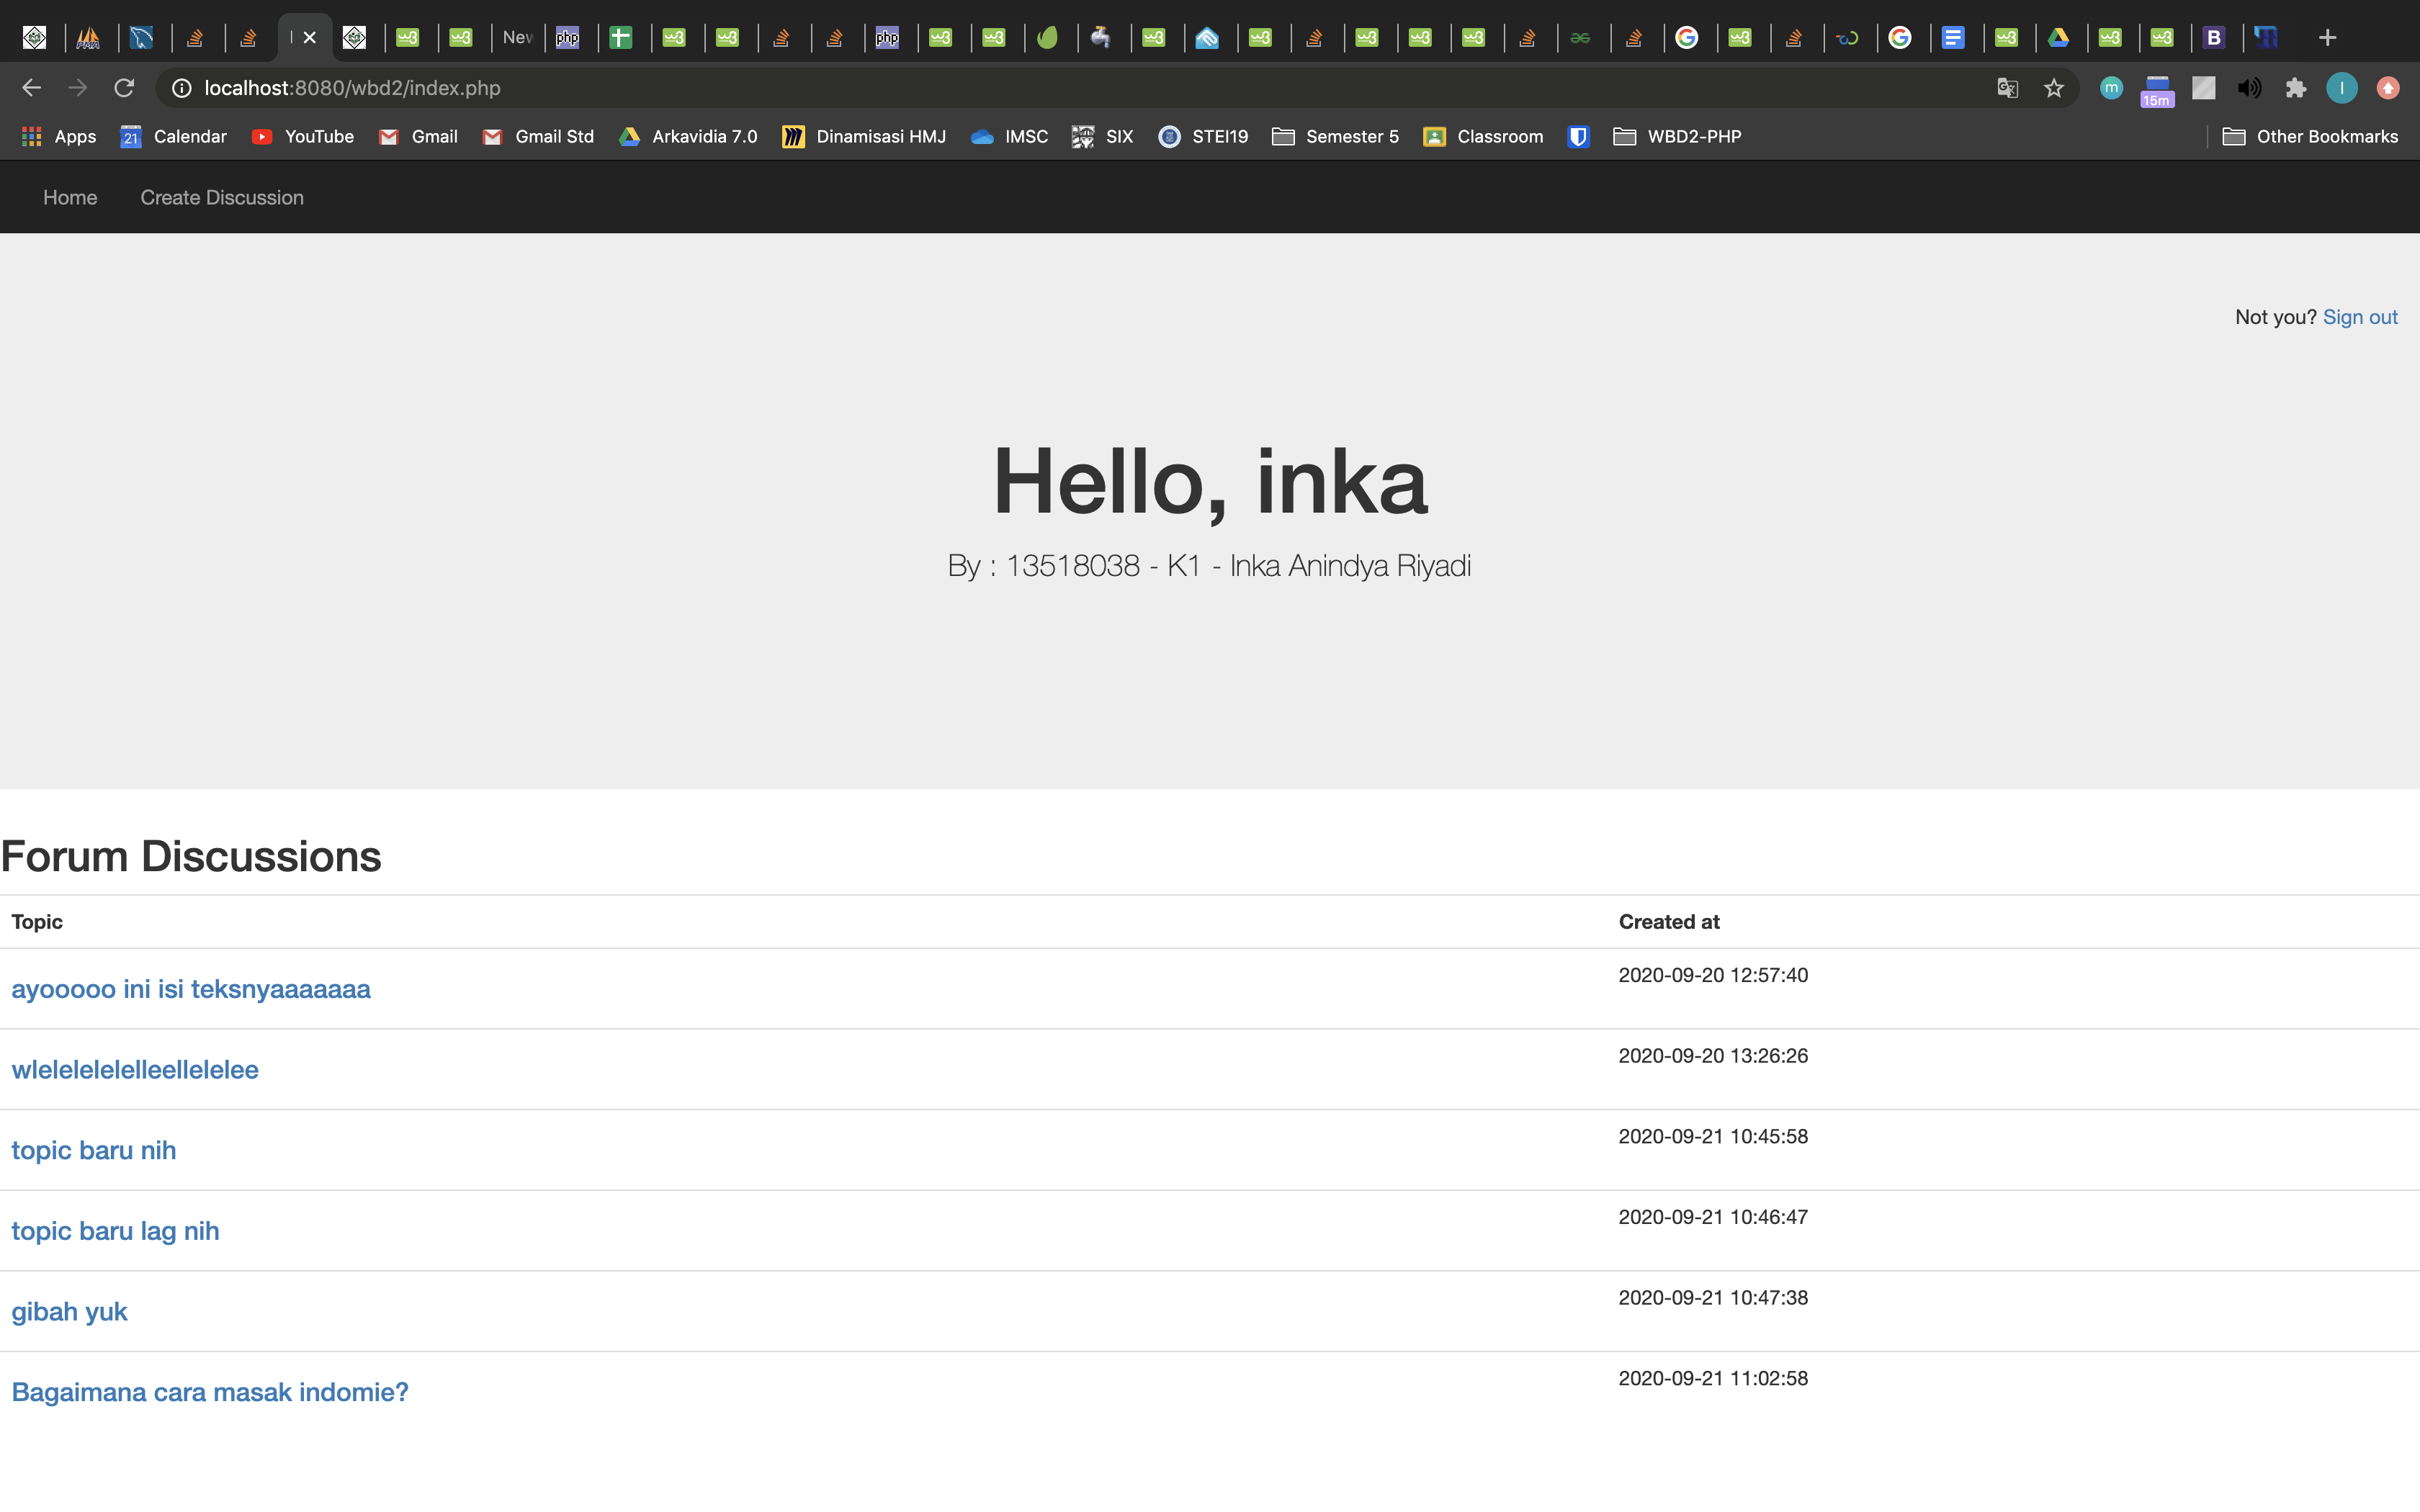 New
localhost:8080/wbd2/index.php
15m
Apps Calendar YouTube Gmail Gmail Std Arkavidia 7.0 Dinamisasi HMJ IMSC SIX STEI19 Semester 5 Classroom WBD2-PHP Other Bookmarks
Home Create Discussion
Not you? Sign out
Hello, inka
By : 13518038 - K1 - Inka Anindya Riyadi
Forum Discussions
Topic Created at
ayooooo ini isi teksnyaaaaaaa 2020-09-20 12:57:40
wlelelelelelleellelelee 2020-09-20 13:26:26
topic baru nih 2020-09-21 10:45:58
topic baru lag nih 2020-09-21 10:46:47
gibah yuk 2020-09-21 10:47:38
Bagaimana cara masak indomie? 2020-09-21 11:02:58